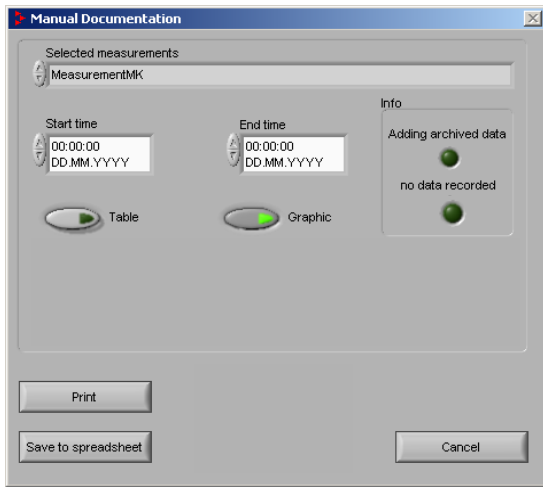 Manual Documentation
Selected measurements
MeasurementMK
Start time
00:00:00
DD.MM.YYYY
End time
00:00:00
DD.MM.YYYY
Info
Adding archived data
no data recorded
Table
Graphic
Print
Save to spreadsheet
Cancel